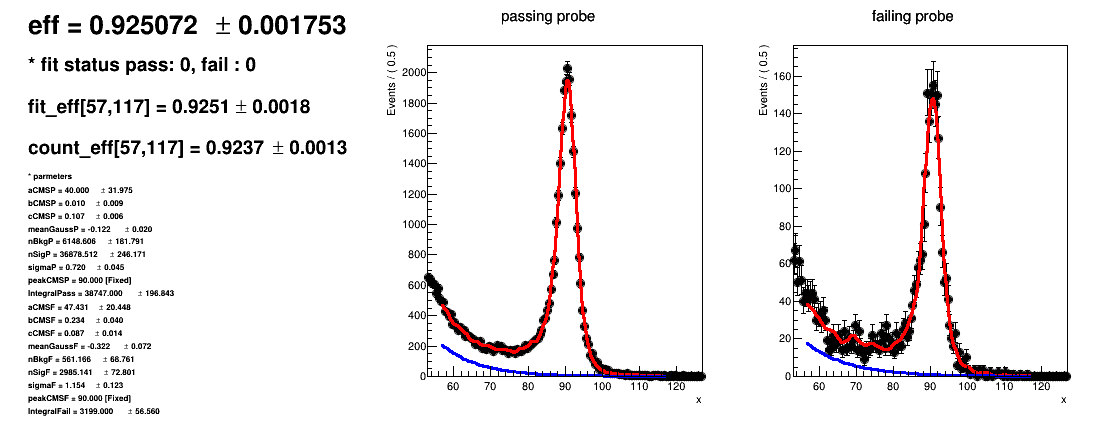 eff = 0.925072 ± 0.001753
* fit status pass: 0, fail : 0
fit_eff[57,117] = 0.9251 ± 0.0018
count_eff[57,117] = 0.9237 ± 0.0013
* parmeters
aCMSP = 40.000 ± 31.975
bCMSP = 0.010 ± 0.009
cCMSP = 0.107 ± 0.006
meanGaussP = -0.122 ± 0.020
nBkgP = 6148.606 ± 181.791
nSigP = 36878.512 ± 246.171
sigmaP = 0.720 ± 0.045
peakCMSP = 90.000 [Fixed]
IntegralPass = 38747.000 ± 196.843
aCMSF = 47.431 ± 20.448
bCMSF = 0.234 ± 0.040
cCMSF = 0.087 ± 0.014
meanGaussF = -0.322 ± 0.072
nBkgF = 561.166 ± 68.761
nSigF = 2985.141 ± 72.801
sigmaF = 1.154 ± 0.123
peakCMSF = 90.000 [Fixed]
IntegralFail = 3199.000 ± 56.560
passing probe
Events / ( 0.5 )
2000
1800
1600
1400
1200
1000
800
600
400
200
0
60 70 80 90 100 110 120
x
failing probe
Events / ( 0.5 )
160
140
120
100
80
60
40
20
0
60 70 80 90 100 110 120
x